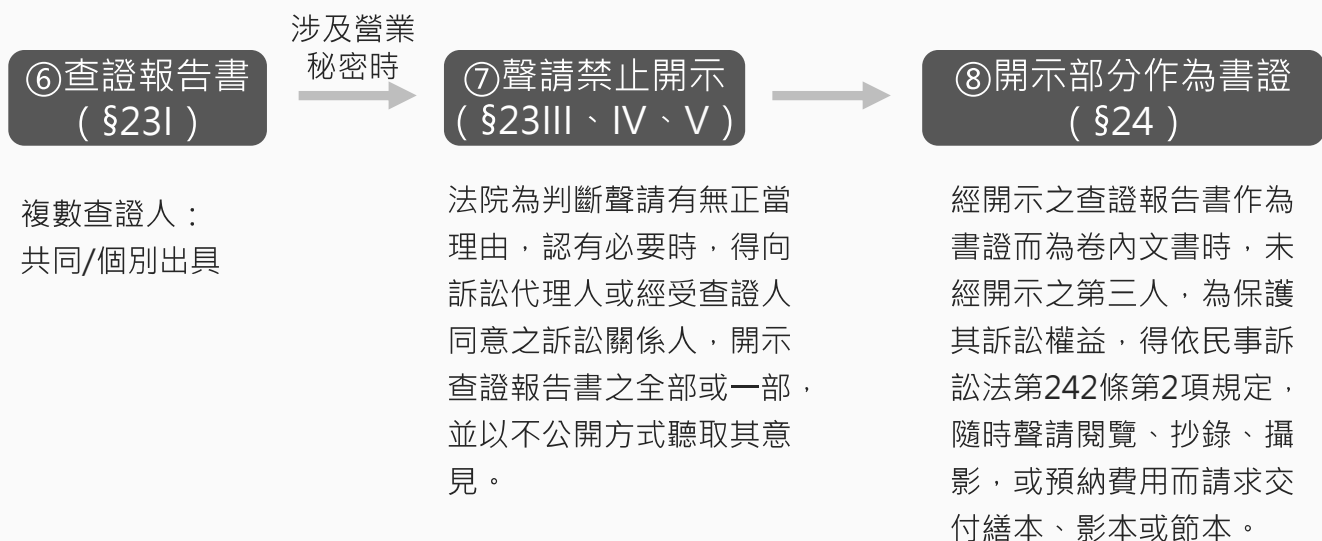 ⑥查證報告書
（§23I）
複數查證人：
共同/個別出具
涉及營業
秘密時
⑦聲請禁止開示
（§23III、IV、V）
法院為判斷聲請有無正當
理由，認有必要時，得向
訴訟代理人或經受查證人
同意之訴訟關係人，開示
查證報告書之全部或一部，
並以不公開方式聽取其意
見。
⑧開示部分作為書證
（§24）
經開示之查證報告書作為
書證而為卷內文書時，未
經開示之第三人，為保護
其訴訟權益，得依民事訴
訟法第242條第2項規定，
隨時聲請閱覽、抄錄、攝
影，或預納費用而請求交
付繕本、影本或節本。